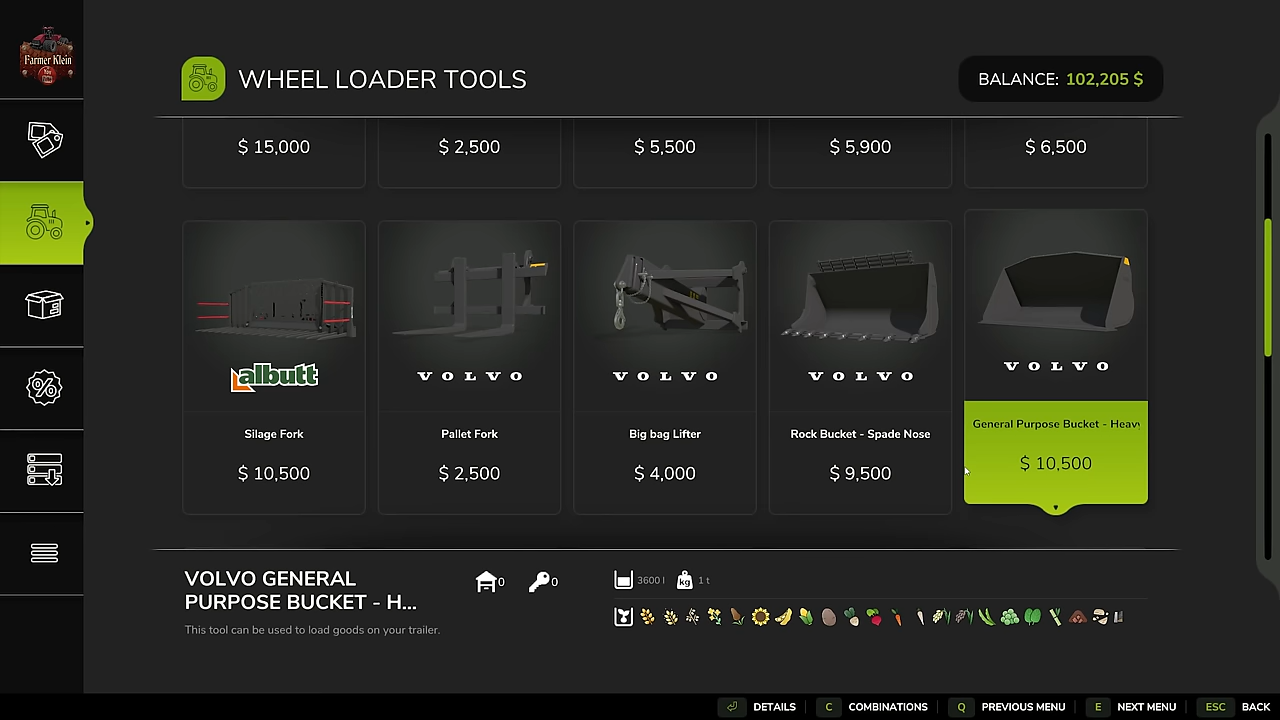 Farmer Klein
You
WHEEL LOADER TOOLS
BALANCE: 102,205 $
$ 15,000
$ 2,500
$ 5,500
$ 5,900
$ 6,500
albutt
VOLVO
VOLVO
VOLVO
VOLVO
Silage Fork
Pallet Fork
Big bag Lifter
Rock Bucket - Spade Nose
General Purpose Bucket - Heavy
$ 10,500
$ 2,500
$ 4,000
$ 9,500
$ 10,500
VOLVO GENERAL
PURPOSE BUCKET - H...
0
0
3600 l
kg
1 t
This tool can be used to load goods on your trailer.
DETAILS
C
COMBINATIONS
Q
PREVIOUS MENU
E
NEXT MENU
ESC
BACK